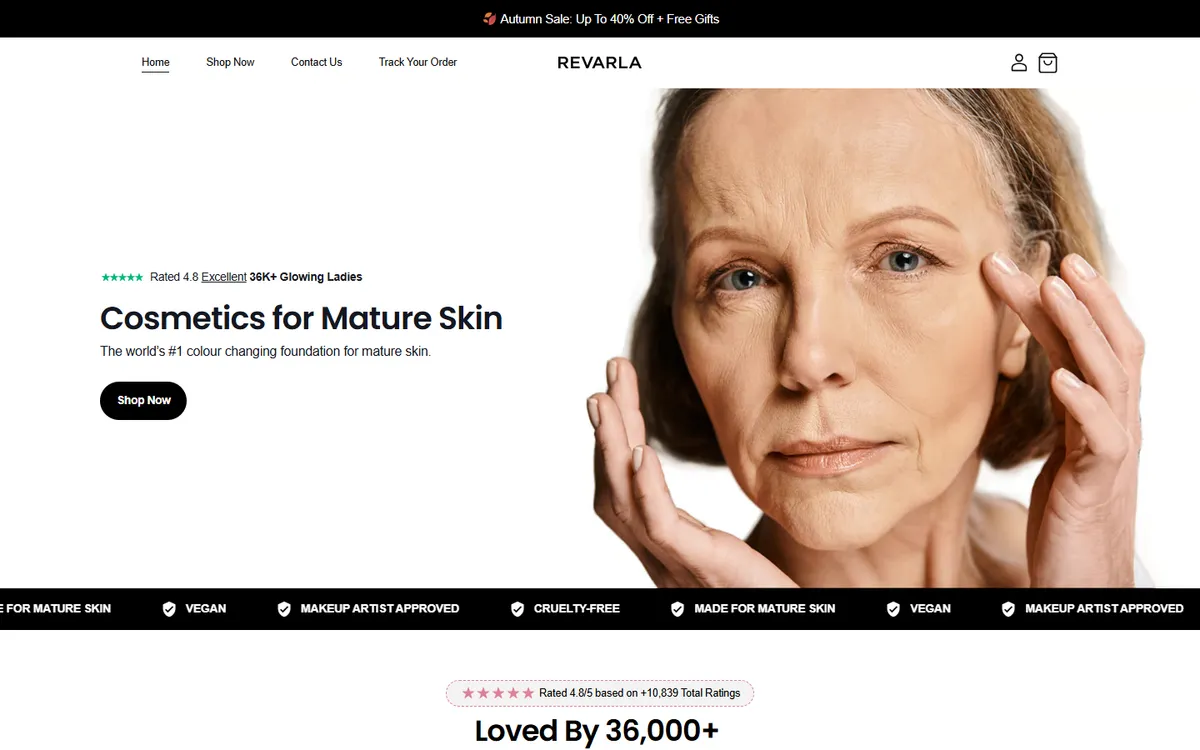 Autumn Sale: Up To 40% Off + Free Gifts
Home Shop Now Contact Us Track Your Order REVARLA
Rated 4.8 Excellent 36K+ Glowing Ladies
Cosmetics for Mature Skin
The world's #1 colour changing foundation for mature skin.
Shop Now
E FOR MATURE SKIN VEGAN MAKEUP ARTIST APPROVED CRUELTY-FREE MADE FOR MATURE SKIN VEGAN MAKEUP ARTIST APPROVED
Rated 4.8/5 based on +10,839 Total Ratings
Loved By 36,000+